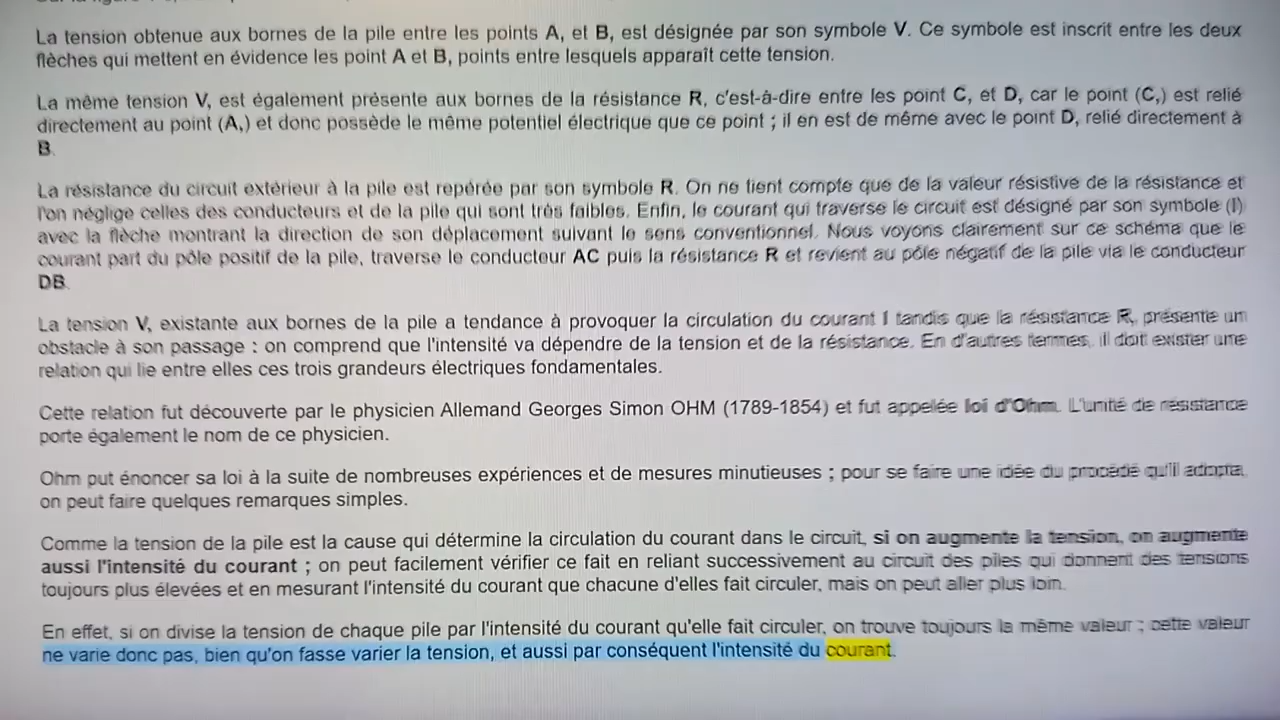 La tension obtenue aux bornes de la pile entre les points A, et B, est désignée par son symbole V. Ce symbole est inscrit entre les deux
flèches qui mettent en évidence les point A et B, points entre lesquels apparaît cette tension.
La même tension V, est également présente aux bornes de la résistance R, c'est-à-dire entre les point C, et D, car le point (C,) est relié
directement au point (A,) et donc possède le même potentiel électrique que ce point ; il en est de même avec le point D, relié directement à
B.
La résistance du circuit extérieur à la pile est repérée par son symbole R. On ne tient compte que de la valeur résistive de la résistance et
l'on néglige celles des conducteurs et de la pile qui sont très faibles. Enfin, le courant qui traverse le circuit est désigné par son symbole (I)
avec la flèche montrant la direction de son déplacement suivant le sens conventionnel. Nous voyons clairement sur ce schéma que le
courant part du pôle positif de la pile, traverse le conducteur AC puis la résistance R et revient au pôle négatif de la pile via le conducteur
DB.
La tension V, existante aux bornes de la pile a tendance à provoquer la circulation du courant I tandis que la résistance R, présente un
obstacle à son passage : on comprend que l'intensité va dépendre de la tension et de la résistance. En d'autres termes, il doit exister une
relation qui lie entre elles ces trois grandeurs électriques fondamentales.
Cette relation fut découverte par le physicien Allemand Georges Simon OHM (1789-1854) et fut appelée loi d'Ohm. L'unité de résistance
porte également le nom de ce physicien.
Ohm put énoncer sa loi à la suite de nombreuses expériences et de mesures minutieuses ; pour se faire une idée du procédé qu'il adopta,
on peut faire quelques remarques simples.
Comme la tension de la pile est la cause qui détermine la circulation du courant dans le circuit, si on augmente la tension, on augmente
aussi l'intensité du courant ; on peut facilement vérifier ce fait en reliant successivement au circuit des piles qui donnent des tensions
toujours plus élevées et en mesurant l'intensité du courant que chacune d'elles fait circuler, mais on peut aller plus loin.
En effet, si on divise la tension de chaque pile par l'intensité du courant qu'elle fait circuler, on trouve toujours la même valeur ; cette valeur
ne varie donc pas, bien qu'on fasse varier la tension, et aussi par conséquent l'intensité du courant.